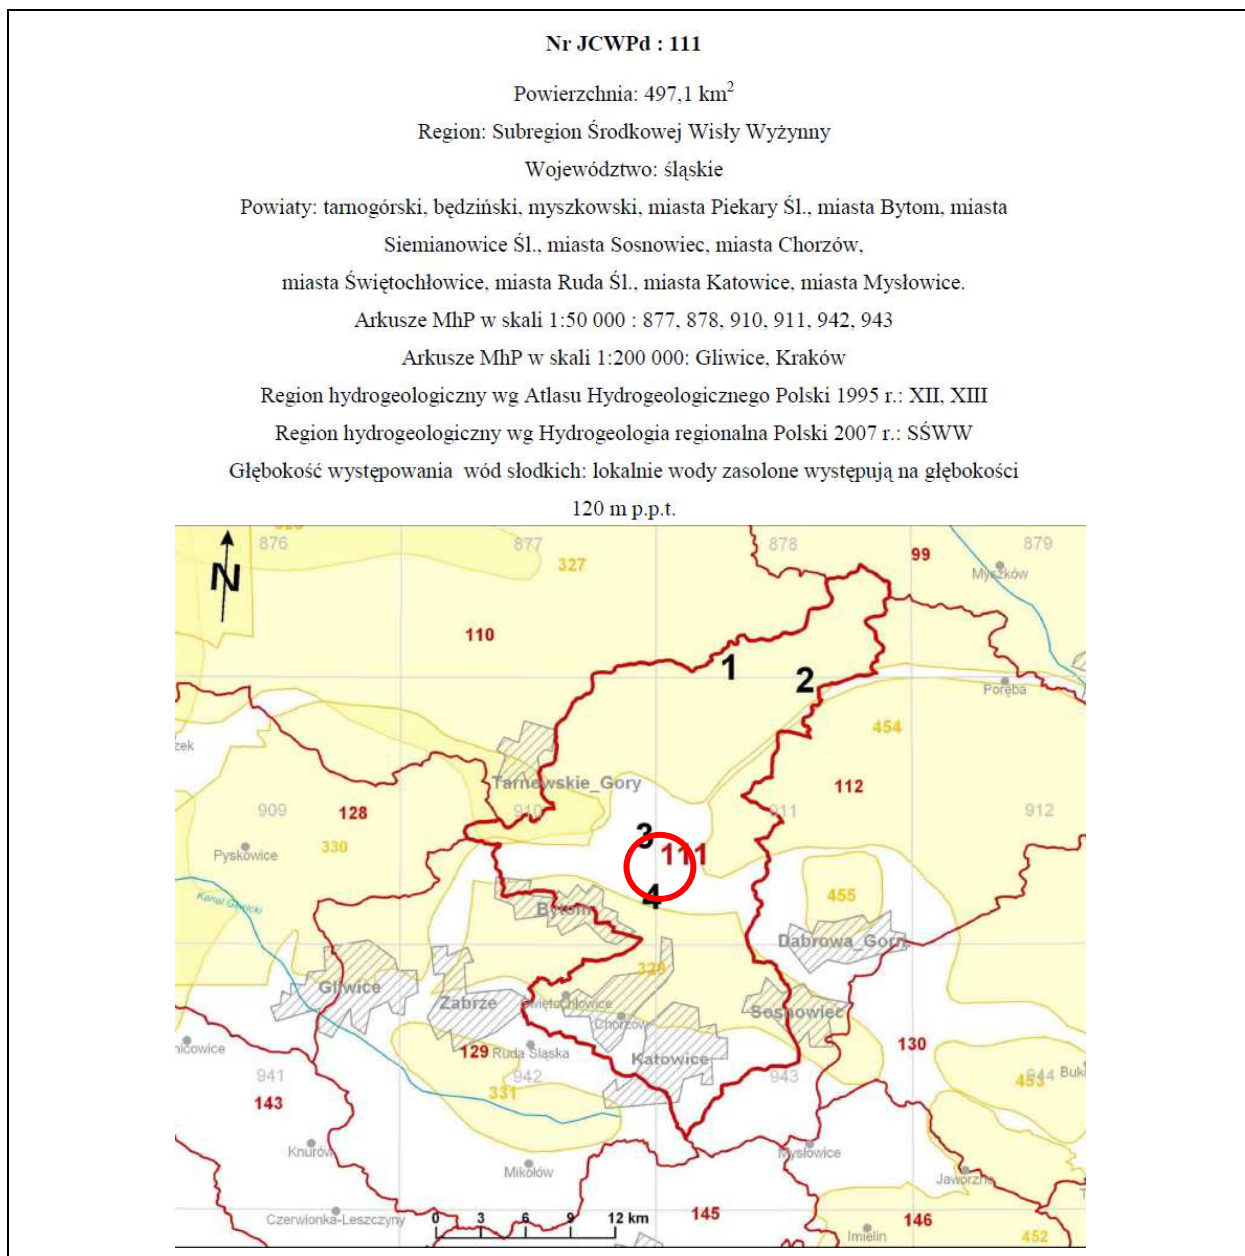 Nr JCWPd : 111
Powierzchnia: 497,1 km²
Region: Subregion Środkowej Wisły Wyżynny
Województwo: śląskie
Powiaty: tarnogórski, będziński, myszkowski, miasta Piekary Śl., miasta Bytom, miasta
Siemianowice Śl., miasta Sosnowiec, miasta Chorzów,
miasta Świętochłowice, miasta Ruda Śl., miasta Katowice, miasta Mysłowice.
Arkusze MhP w skali 1:50 000 : 877, 878, 910, 911, 942, 943
Arkusze MhP w skali 1:200 000: Gliwice, Kraków
Region hydrogeologiczny wg Atlasu Hydrogeologicznego Polski 1995 r.: XII, XIII
Region hydrogeologiczny wg Hydrogeologia regionalna Polski 2007 r.: SŚWW
Głębokość występowania wód słodkich: lokalnie wody zasolone występują na głębokości
120 m p.p.t.
876 877 878 879
327 99
N
Myszków
110
1
2
Poręba
454
zek
Tarnowskie_Gory
112
909 910 911 912
128
3
330
111
Pyskowice
4
455
Kanał Gliwicki
Bytom
Dabrowa_Gorn
Gliwice
Zabrze
Świętochłowice
Sosnowiec
Chorzów
130
nicowice
129 Ruda Śląska
Katowice
941 942 943 944
453
143
331
Knurów
Mysłowice
Mikołów
Jaworzno
Czerwionka-Leszczyny
0 3 6 9 12 km
145
146
Imielin
452